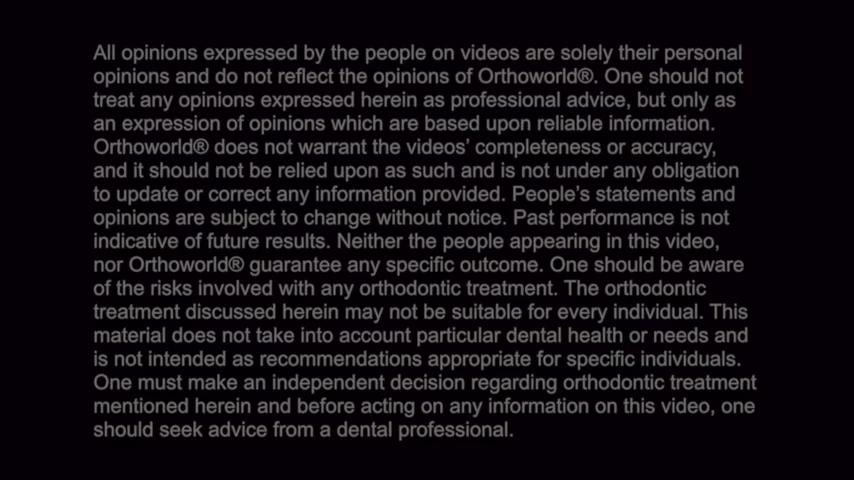 All opinions expressed by the people on videos are solely their personal
opinions and do not reflect the opinions of Orthoworld®. One should not
treat any opinions expressed herein as professional advice, but only as
an expression of opinions which are based upon reliable information.
Orthoworld® does not warrant the videos’ completeness or accuracy,
and it should not be relied upon as such and is not under any obligation
to update or correct any information provided. People’s statements and
opinions are subject to change without notice. Past performance is not
indicative of future results. Neither the people appearing in this video,
nor Orthoworld® guarantee any specific outcome. One should be aware
of the risks involved with any orthodontic treatment. The orthodontic
treatment discussed herein may not be suitable for every individual. This
material does not take into account particular dental health or needs and
is not intended as recommendations appropriate for specific individuals.
One must make an independent decision regarding orthodontic treatment
mentioned herein and before acting on any information on this video, one
should seek advice from a dental professional.